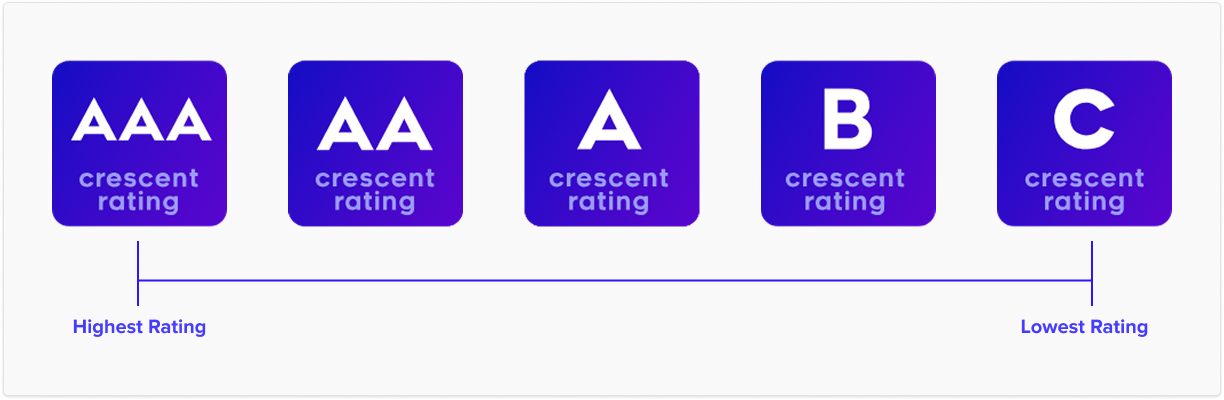 AAA
crescent
rating
AA
crescent
rating
A
crescent
rating
B
crescent
rating
C
crescent
rating
Highest Rating
Lowest Rating